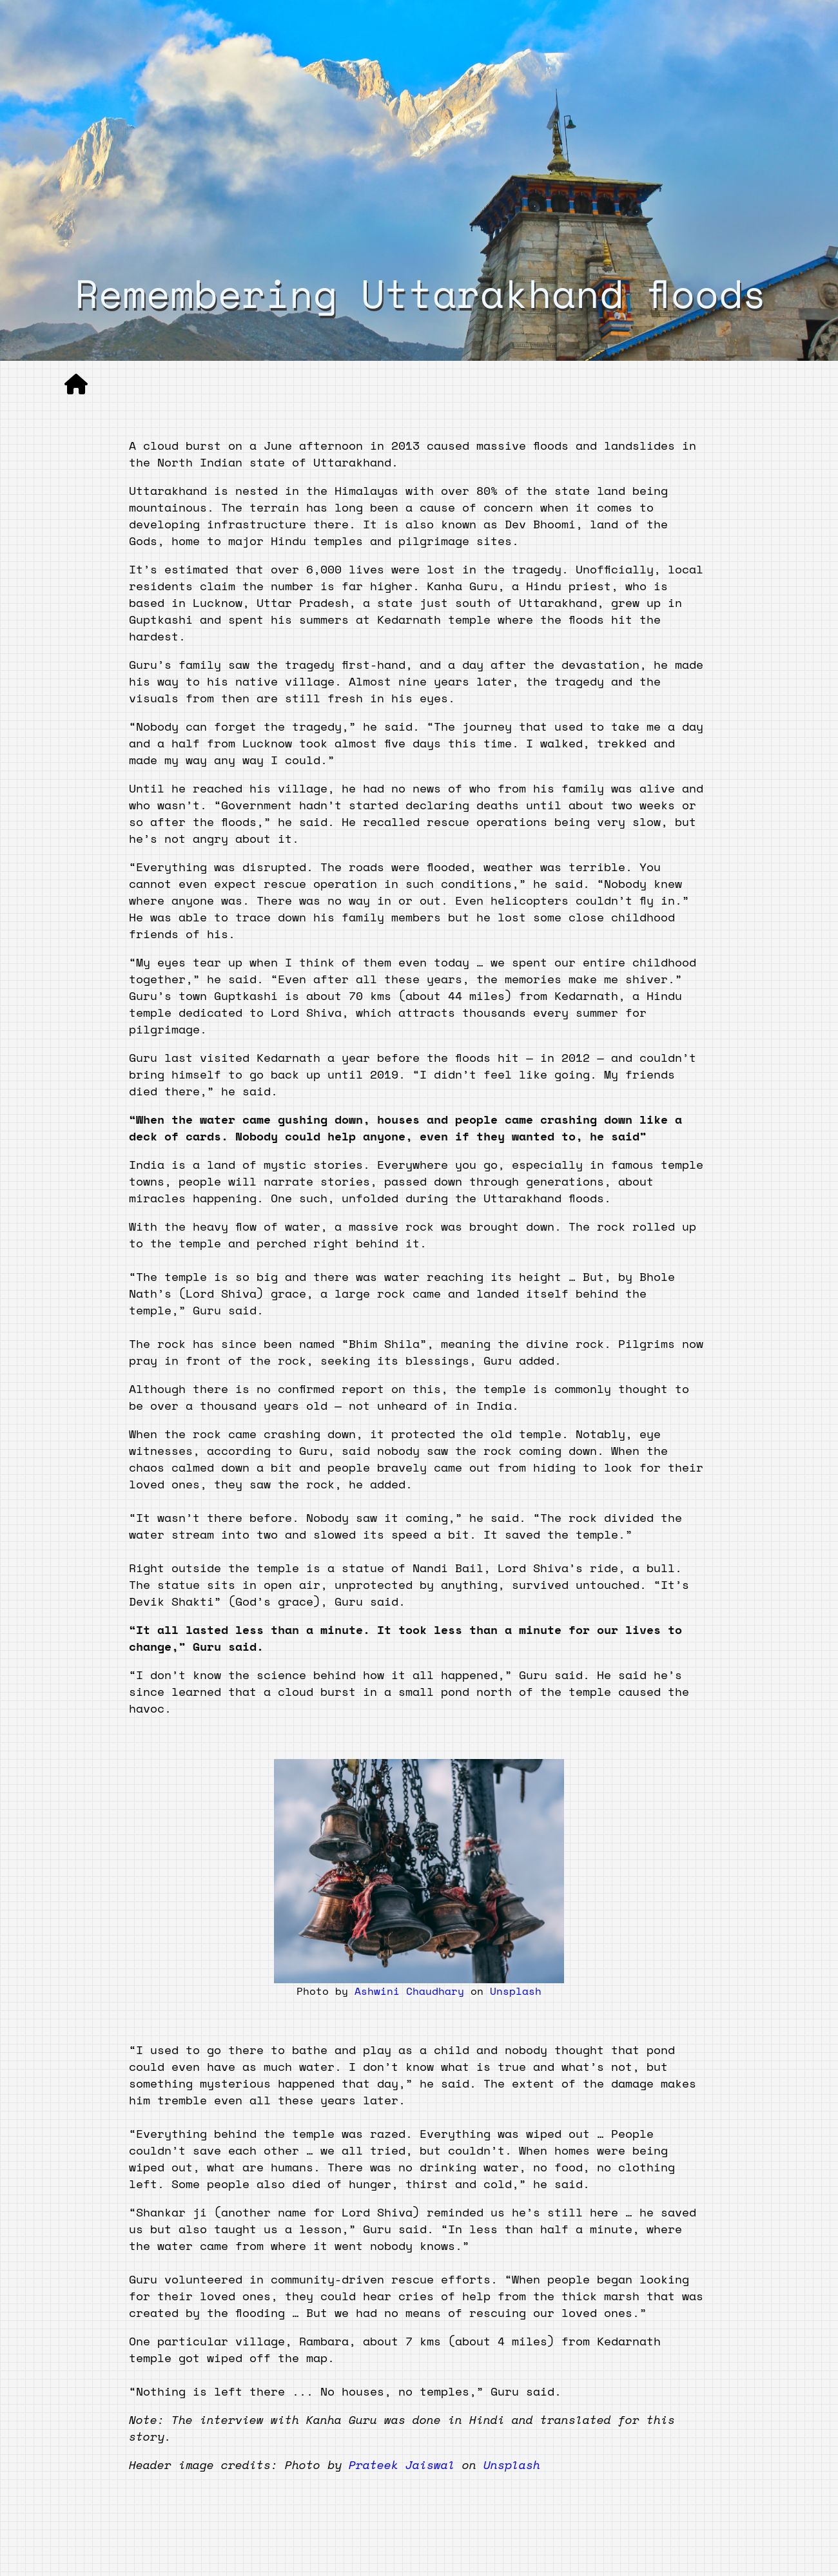 Remembering Uttarakhand floods
A cloud burst on a June afternoon in 2013 caused massive floods and landslides in
the North Indian state of Uttarakhand.
Uttarakhand is nested in the Himalayas with over 80% of the state land being
mountainous. The terrain has long been a cause of concern when it comes to
developing infrastructure there. It is also known as Dev Bhoomi, land of the
Gods, home to major Hindu temples and pilgrimage sites.
It’s estimated that over 6,000 lives were lost in the tragedy. Unofficially, local
residents claim the number is far higher. Kanha Guru, a Hindu priest, who is
based in Lucknow, Uttar Pradesh, a state just south of Uttarakhand, grew up in
Guptkashi and spent his summers at Kedarnath temple where the floods hit the
hardest.
Guru’s family saw the tragedy first-hand, and a day after the devastation, he made
his way to his native village. Almost nine years later, the tragedy and the
visuals from then are still fresh in his eyes.
“Nobody can forget the tragedy,” he said. “The journey that used to take me a day
and a half from Lucknow took almost five days this time. I walked, trekked and
made my way any way I could.”
Until he reached his village, he had no news of who from his family was alive and
who wasn’t. “Government hadn’t started declaring deaths until about two weeks or
so after the floods,” he said. He recalled rescue operations being very slow, but
he’s not angry about it.
“Everything was disrupted. The roads were flooded, weather was terrible. You
cannot even expect rescue operation in such conditions,” he said. “Nobody knew
where anyone was. There was no way in or out. Even helicopters couldn’t fly in.”
He was able to trace down his family members but he lost some close childhood
friends of his.
“My eyes tear up when I think of them even today … we spent our entire childhood
together,” he said. “Even after all these years, the memories make me shiver.”
Guru’s town Guptkashi is about 70 kms (about 44 miles) from Kedarnath, a Hindu
temple dedicated to Lord Shiva, which attracts thousands every summer for
pilgrimage.
Guru last visited Kedarnath a year before the floods hit — in 2012 — and couldn’t
bring himself to go back up until 2019. “I didn’t feel like going. My friends
died there,” he said.
“When the water came gushing down, houses and people came crashing down like a
deck of cards. Nobody could help anyone, even if they wanted to, he said”
India is a land of mystic stories. Everywhere you go, especially in famous temple
towns, people will narrate stories, passed down through generations, about
miracles happening. One such, unfolded during the Uttarakhand floods.
With the heavy flow of water, a massive rock was brought down. The rock rolled up
to the temple and perched right behind it.
“The temple is so big and there was water reaching its height … But, by Bhole
Nath’s (Lord Shiva) grace, a large rock came and landed itself behind the
temple,” Guru said.
The rock has since been named “Bhim Shila”, meaning the divine rock. Pilgrims now
pray in front of the rock, seeking its blessings, Guru added.
Although there is no confirmed report on this, the temple is commonly thought to
be over a thousand years old — not unheard of in India.
When the rock came crashing down, it protected the old temple. Notably, eye
witnesses, according to Guru, said nobody saw the rock coming down. When the
chaos calmed down a bit and people bravely came out from hiding to look for their
loved ones, they saw the rock, he added.
“It wasn’t there before. Nobody saw it coming,” he said. “The rock divided the
water stream into two and slowed its speed a bit. It saved the temple.”
Right outside the temple is a statue of Nandi Bail, Lord Shiva’s ride, a bull.
The statue sits in open air, unprotected by anything, survived untouched. “It’s
Devik Shakti” (God’s grace), Guru said.
“It all lasted less than a minute. It took less than a minute for our lives to
change,” Guru said.
“I don’t know the science behind how it all happened,” Guru said. He said he’s
since learned that a cloud burst in a small pond north of the temple caused the
havoc.
Photo by Ashwini Chaudhary on Unsplash
“I used to go there to bathe and play as a child and nobody thought that pond
could even have as much water. I don’t know what is true and what’s not, but
something mysterious happened that day,” he said. The extent of the damage makes
him tremble even all these years later.
“Everything behind the temple was razed. Everything was wiped out … People
couldn’t save each other … we all tried, but couldn’t. When homes were being
wiped out, what are humans. There was no drinking water, no food, no clothing
left. Some people also died of hunger, thirst and cold,” he said.
“Shankar ji (another name for Lord Shiva) reminded us he’s still here … he saved
us but also taught us a lesson,” Guru said. “In less than half a minute, where
the water came from where it went nobody knows.”
Guru volunteered in community-driven rescue efforts. “When people began looking
for their loved ones, they could hear cries of help from the thick marsh that was
created by the flooding … But we had no means of rescuing our loved ones.”
One particular village, Rambara, about 7 kms (about 4 miles) from Kedarnath
temple got wiped off the map.
“Nothing is left there ... No houses, no temples,” Guru said.
Note: The interview with Kanha Guru was done in Hindi and translated for this
story.
Header image credits: Photo by Prateek Jaiswal on Unsplash